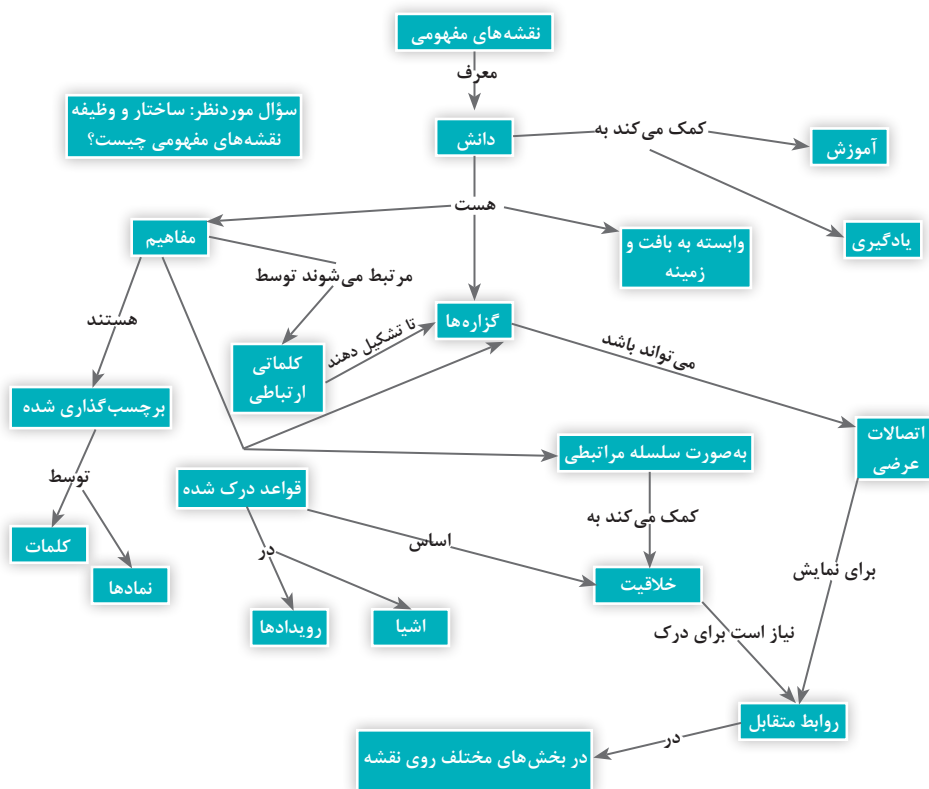 نقشه‌های مفهومی
معرف
سؤال موردنظر: ساختار و وظیفه
نقشه‌های مفهومی چیست؟
دانش
کمک می‌کند به
آموزش
هست
یادگیری
مفاهیم
وابسته به بافت و
زمینه
مرتبط می‌شوند توسط
هستند
گزاره‌ها
تا تشکیل دهند
می‌تواند باشد
کلماتی
ارتباطی
برچسب‌گذاری شده
اتصالات
عرضی
به‌صورت سلسله مراتبطی
توسط
قواعد درک شده
کمک می‌کند به
اساس
کلمات
در
برای نمایش
نمادها
خلاقیت
رویدادها
اشیا
نیاز است برای درک
روابط متقابل
در
در بخش‌های مختلف روی نقشه